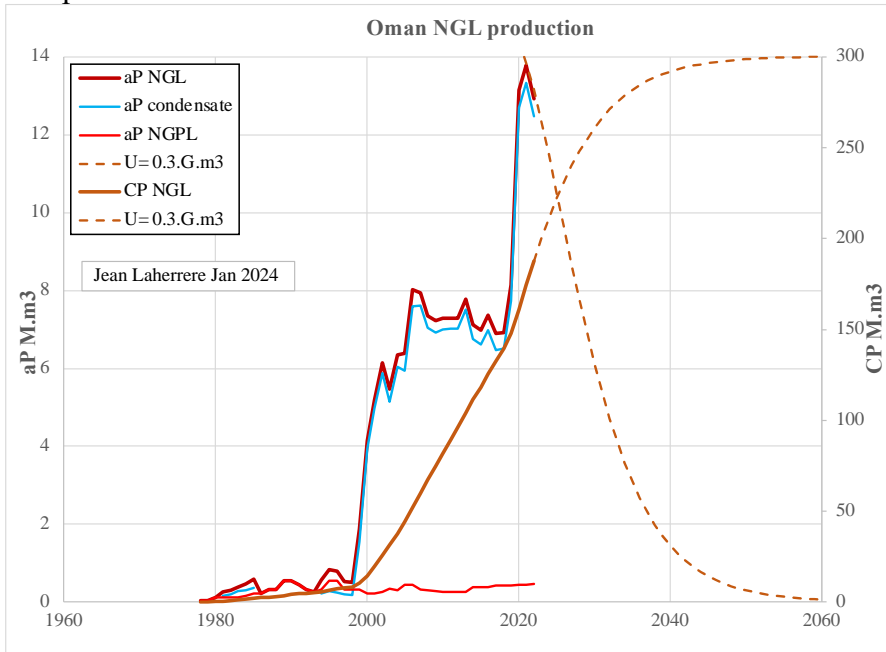 Oman NGL production
aP NGL
aP condensate
aP NGPL
U= 0.3.G.m3
CP NGL
U= 0.3.G.m3
Jean Laherrere Jan 2024
aP M.m3
14
12
10
8
6
4
2
0
CP M.m3
300
250
200
150
100
50
0
1960
1980
2000
2020
2040
2060